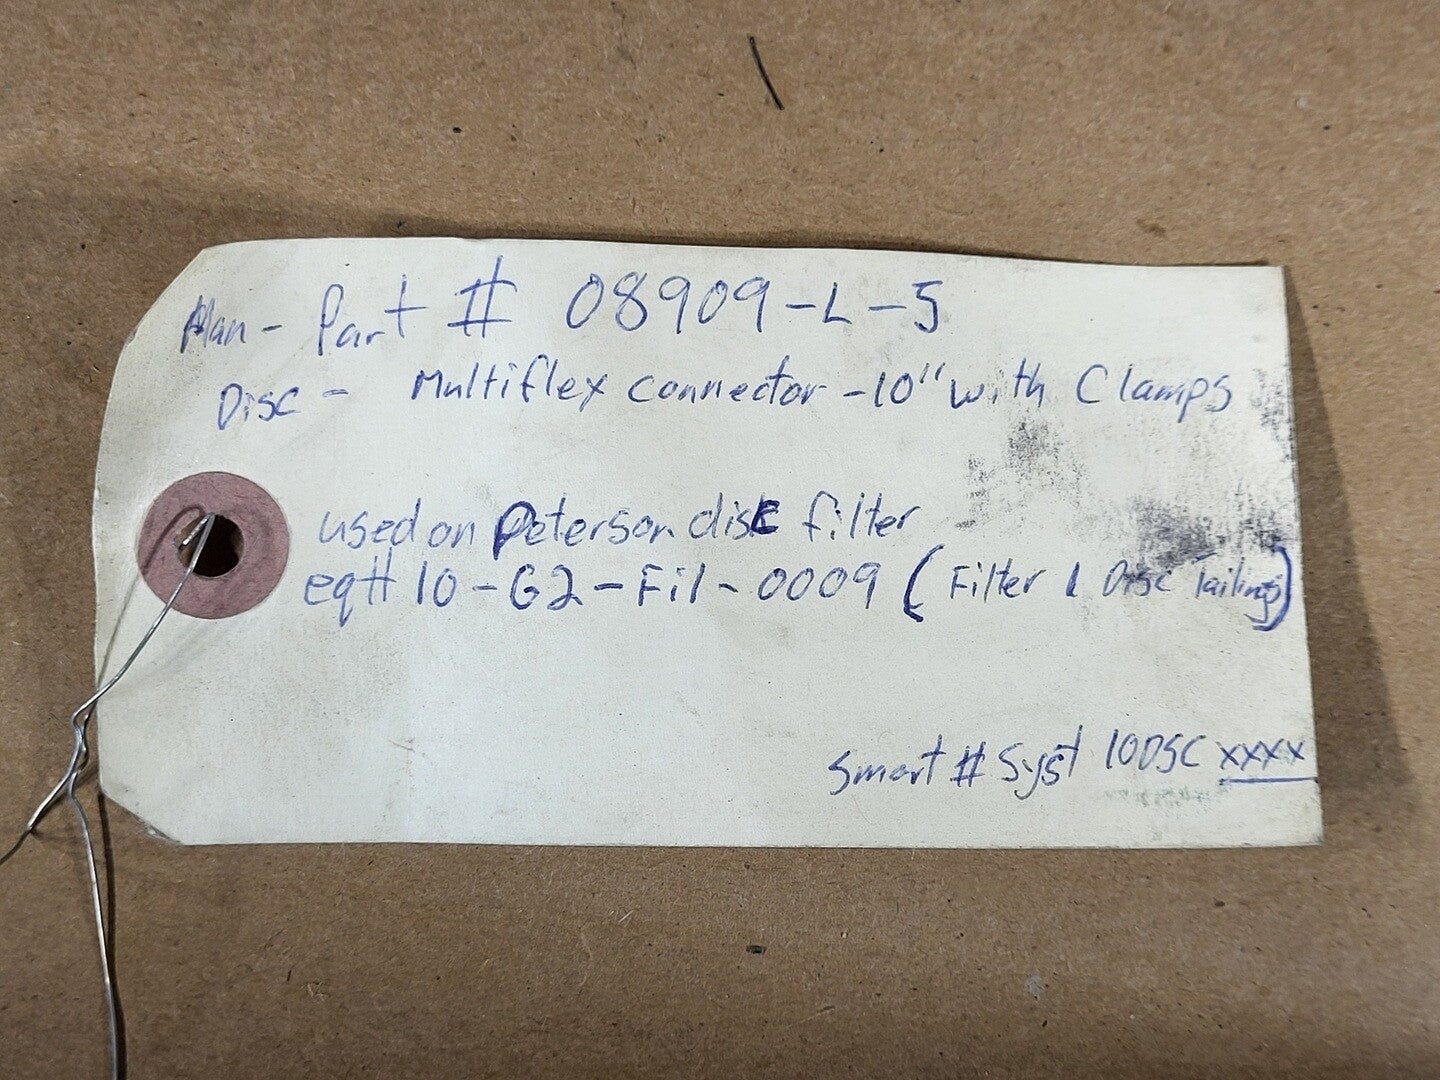 Man - Part # 08909-L-5
Disc - Multiflex connector -10" with Clamps
used on Peterson disk filter
eq# 10-G2-Fil-0009 (Filter 1 Disc Tailings)
Smart # Syst 10DSC xxxx